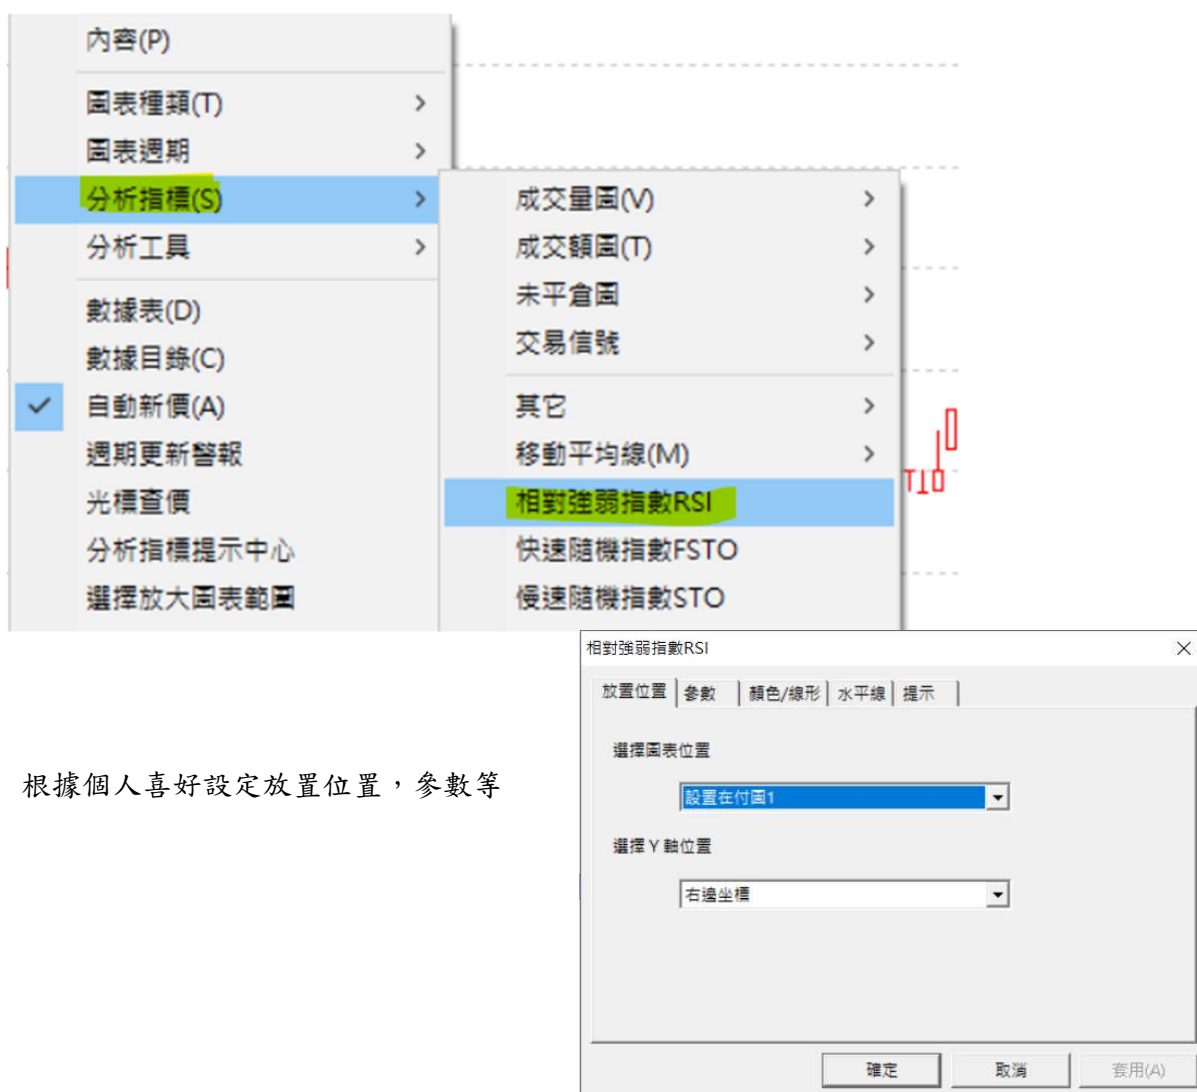 內容(P)
圖表種類(T)
圖表週期
分析指標(S)
分析工具
數據表(D)
數據目錄(C)
自動新價(A)
週期更新警報
光標查價
分析指標提示中心
選擇放大圖表範圍
成交量圖(V)
成交額圖(T)
未平倉圖
交易信號
其它
移動平均線(M)
相對強弱指數RSI
快速隨機指數FSTO
慢速隨機指數STO
根據個人喜好設定放置位置，參數等
相對強弱指數RSI
放置位置 參數 顏色/線形 水平線 提示
選擇圖表位置
設置在付圖1
選擇 Y 軸位置
右邊坐標
確定 取消 套用(A)